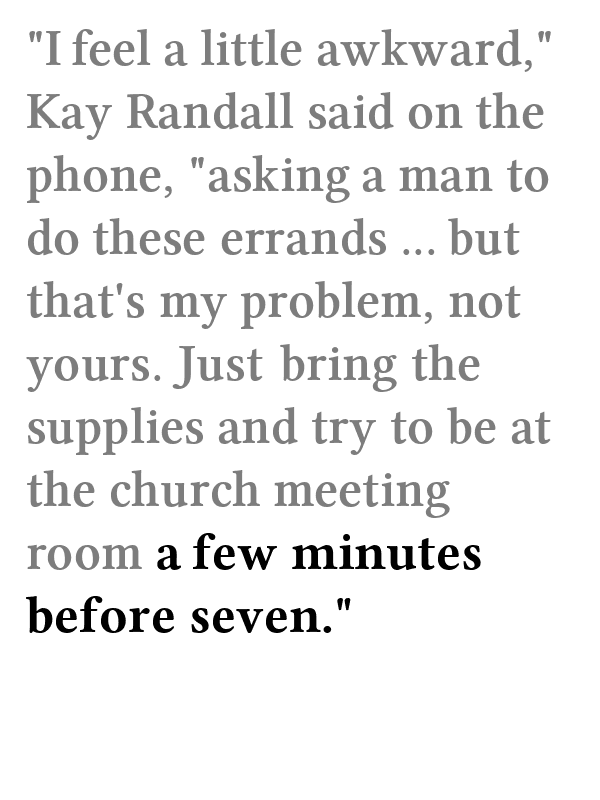 "I feel a little awkward,"
Kay Randall said on the
phone, "asking a man to
do these errands ... but
that's my problem, not
yours. Just bring the
supplies and try to be at
the church meeting
room a few minutes
before seven."